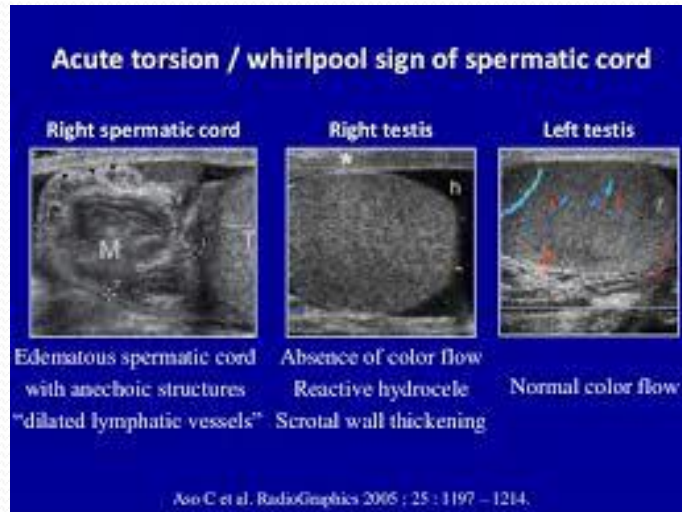 Acute torsion / whirlpool sign of spermatic cord
Right spermatic cord
Right testis
Left testis
M
T
*
h
Edematous spermatic cord
with anechoic structures
"dilated lymphatic vessels"
Absence of color flow
Reactive hydrocele
Scrotal wall thickening
Normal color flow
Aso C et al. RadioGraphics 2005 ; 25 : 1197 – 1214.